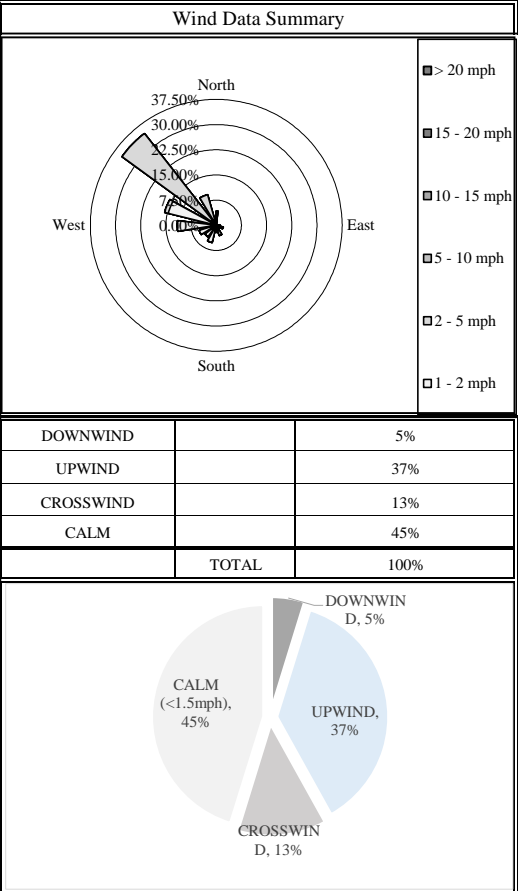 Wind Data Summary
North
37.50%
30.00%
22.50%
15.00%
7.50%
0.00%
West
East
South
> 20 mph
15 - 20 mph
10 - 15 mph
5 - 10 mph
2 - 5 mph
1 - 2 mph
DOWNWIND 5%
UPWIND 37%
CROSSWIND 13%
CALM 45%
TOTAL 100%
DOWNWIN
D, 5%
UPWIND,
37%
CROSSWIN
D, 13%
CALM
(<1.5mph),
45%